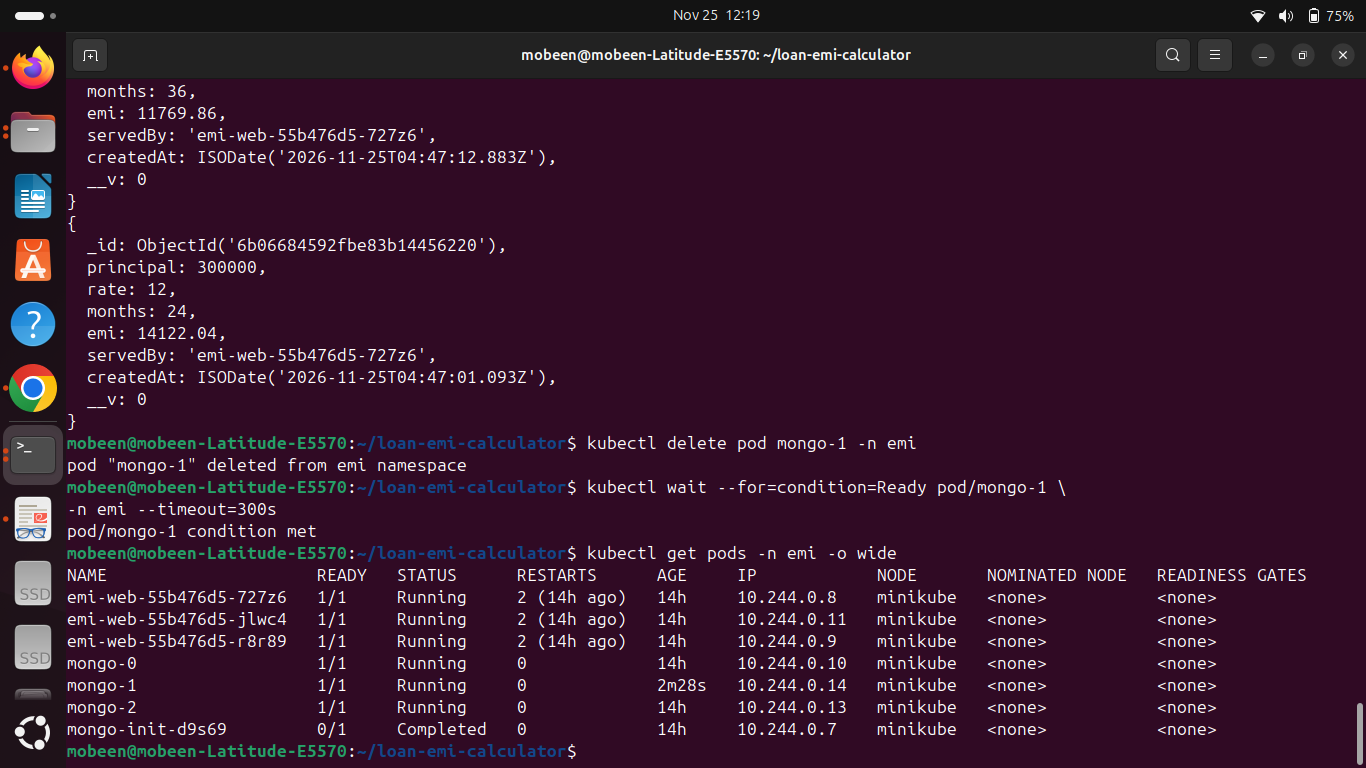 Nov 25 12:19
75%
mobeen@mobeen-Latitude-E5570: ~/loan-emi-calculator
months: 36,
emi: 11769.86,
servedBy: 'emi-web-55b476d5-727z6',
createdAt: ISODate('2026-11-25T04:47:12.883Z'),
__v: 0
}
{
_id: ObjectId('6b06684592fbe83b14456220'),
principal: 300000,
rate: 12,
months: 24,
emi: 14122.04,
servedBy: 'emi-web-55b476d5-727z6',
createdAt: ISODate('2026-11-25T04:47:01.093Z'),
__v: 0
}
mobeen@mobeen-Latitude-E5570:~/loan-emi-calculator$ kubectl delete pod mongo-1 -n emi
pod "mongo-1" deleted from emi namespace
mobeen@mobeen-Latitude-E5570:~/loan-emi-calculator$ kubectl wait --for=condition=Ready pod/mongo-1 \
-n emi --timeout=300s
pod/mongo-1 condition met
mobeen@mobeen-Latitude-E5570:~/loan-emi-calculator$ kubectl get pods -n emi -o wide
NAME READY STATUS RESTARTS AGE IP NODE NOMINATED NODE READINESS GATES
emi-web-55b476d5-727z6 1/1 Running 2 (14h ago) 14h 10.244.0.8 minikube <none> <none>
emi-web-55b476d5-jlwc4 1/1 Running 2 (14h ago) 14h 10.244.0.11 minikube <none> <none>
emi-web-55b476d5-r8r89 1/1 Running 2 (14h ago) 14h 10.244.0.9 minikube <none> <none>
mongo-0 1/1 Running 0 14h 10.244.0.10 minikube <none> <none>
mongo-1 1/1 Running 0 2m28s 10.244.0.14 minikube <none> <none>
mongo-2 1/1 Running 0 14h 10.244.0.13 minikube <none> <none>
mongo-init-d9s69 0/1 Completed 0 14h 10.244.0.7 minikube <none> <none>
mobeen@mobeen-Latitude-E5570:~/loan-emi-calculator$
SSD
SSD